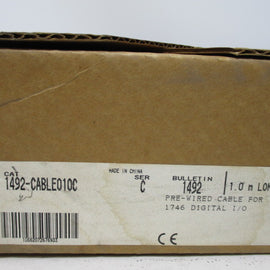 CAT
1492-CABLE010C
MADE IN CHINA
SER
C
BULLETIN
1492
1.0 m LON
PRE-WIRED CABLE FOR
1746 DIGITAL I/O
CE